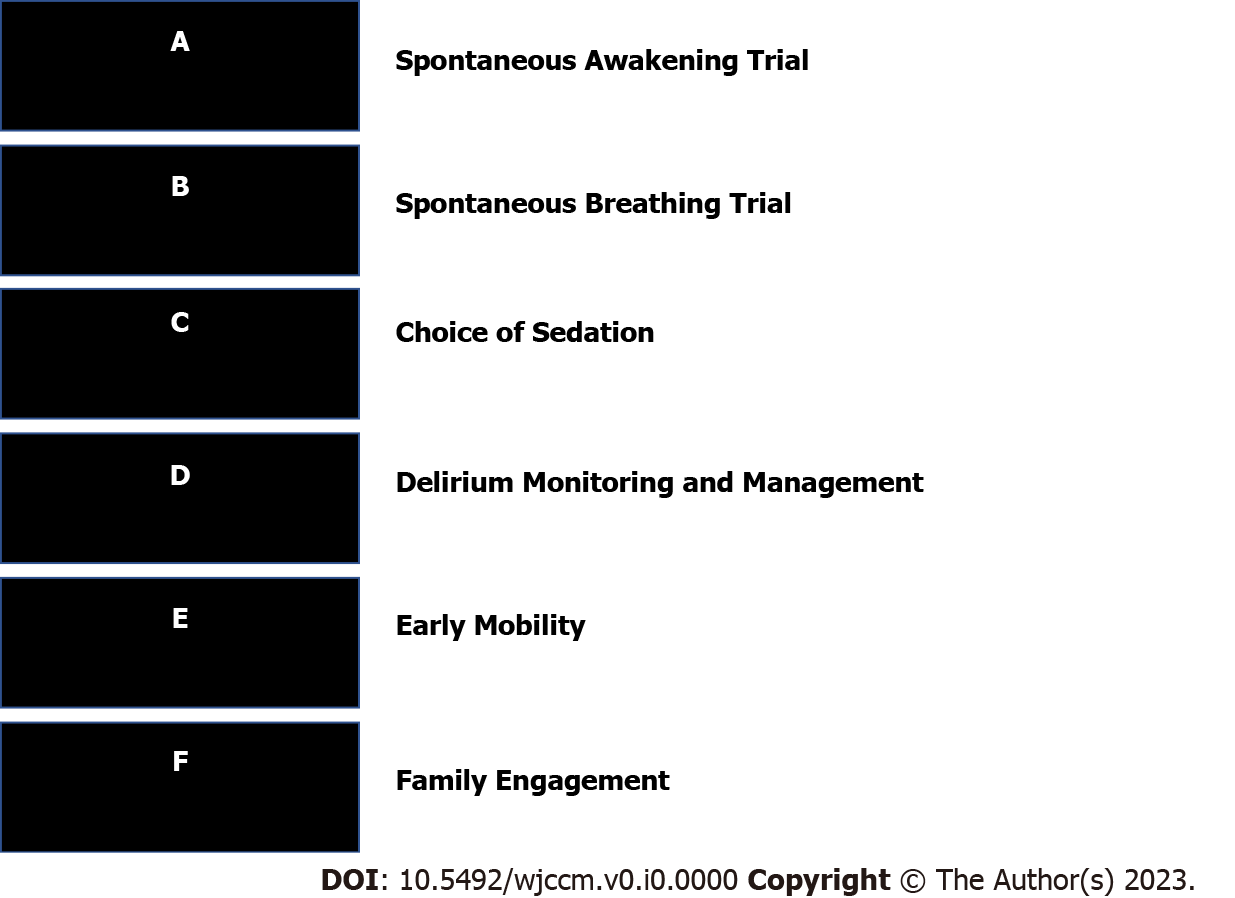 A
Spontaneous Awakening Trial
B
Spontaneous Breathing Trial
C
Choice of Sedation
D
Delirium Monitoring and Management
E
Early Mobility
F
Family Engagement
DOI: 10.5492/wjccm.v0.i0.0000 Copyright © The Author(s) 2023.